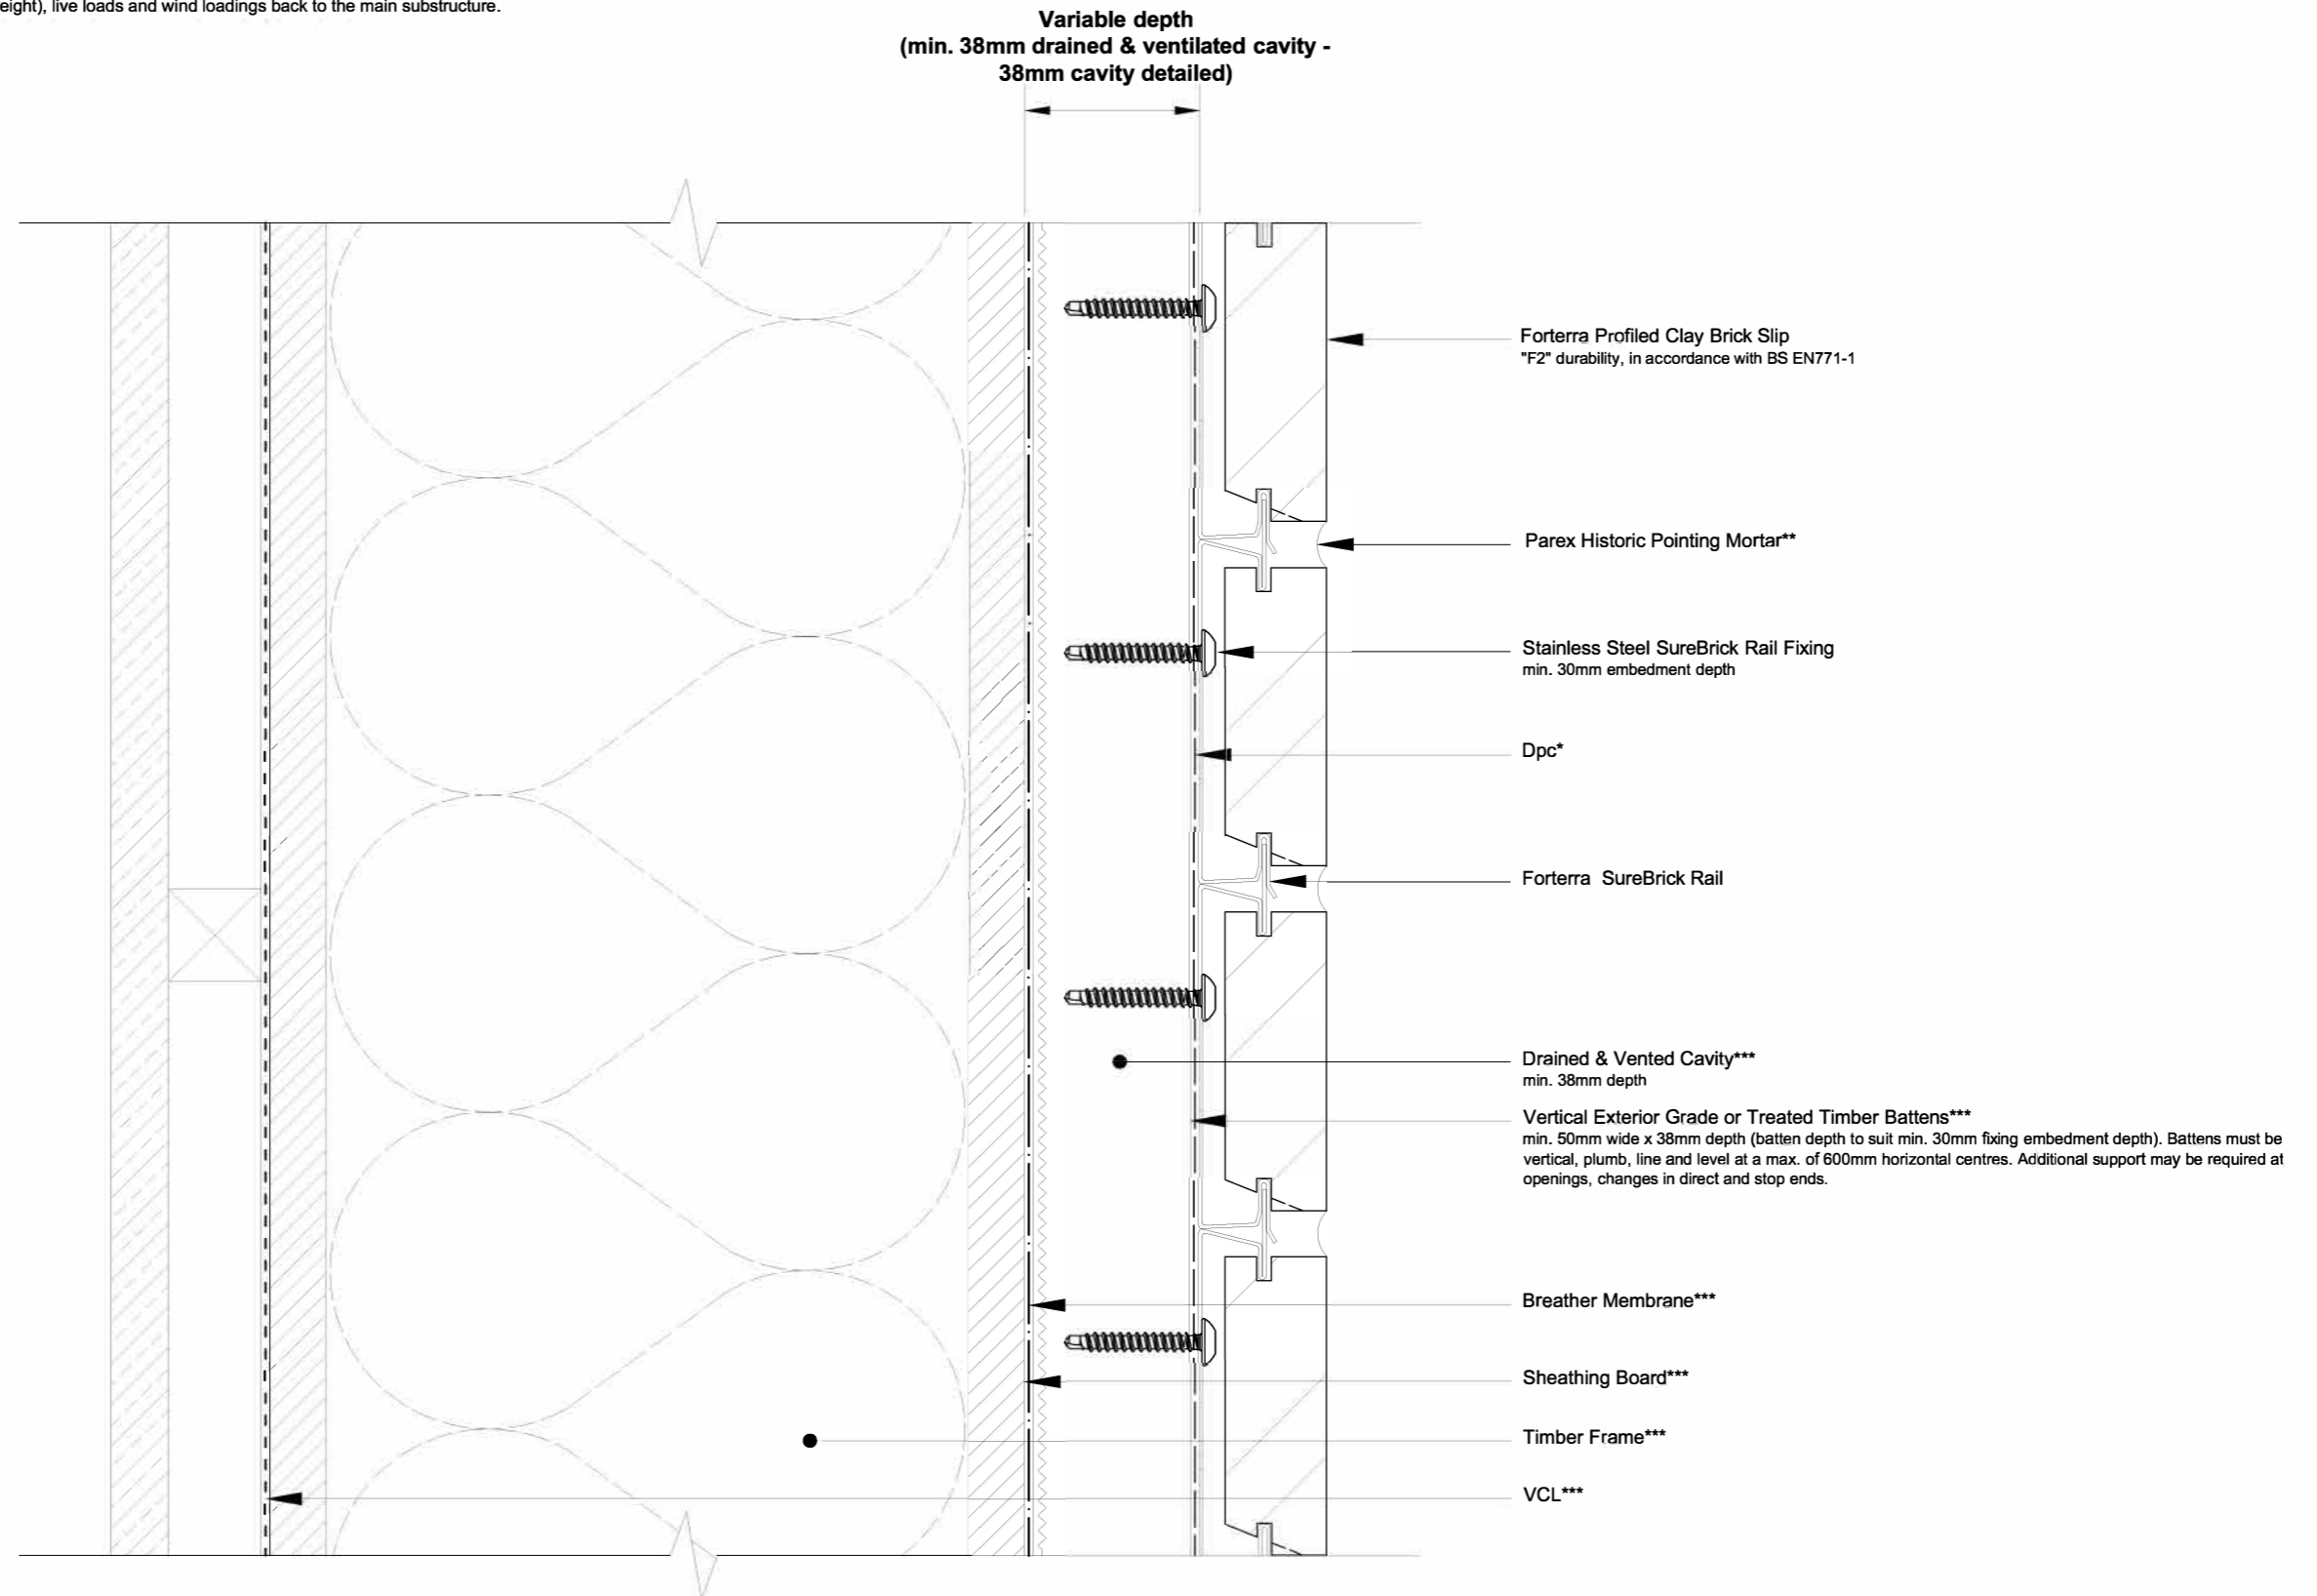 eight), live loads and wind loadings back to the main substructure.
Variable depth
(min. 38mm drained & ventilated cavity -
38mm cavity detailed)
Forterra Profiled Clay Brick Slip
"F2" durability, in accordance with BS EN771-1
Parex Historic Pointing Mortar**
Stainless Steel SureBrick Rail Fixing
min. 30mm embedment depth
Dpc*
Forterra SureBrick Rail
Drained & Vented Cavity***
min. 38mm depth
Vertical Exterior Grade or Treated Timber Battens***
min. 50mm wide x 38mm depth (batten depth to suit min. 30mm fixing embedment depth). Battens must be
vertical, plumb, line and level at a max. of 600mm horizontal centres. Additional support may be required at
openings, changes in direct and stop ends.
Breather Membrane***
Sheathing Board***
Timber Frame***
VCL***